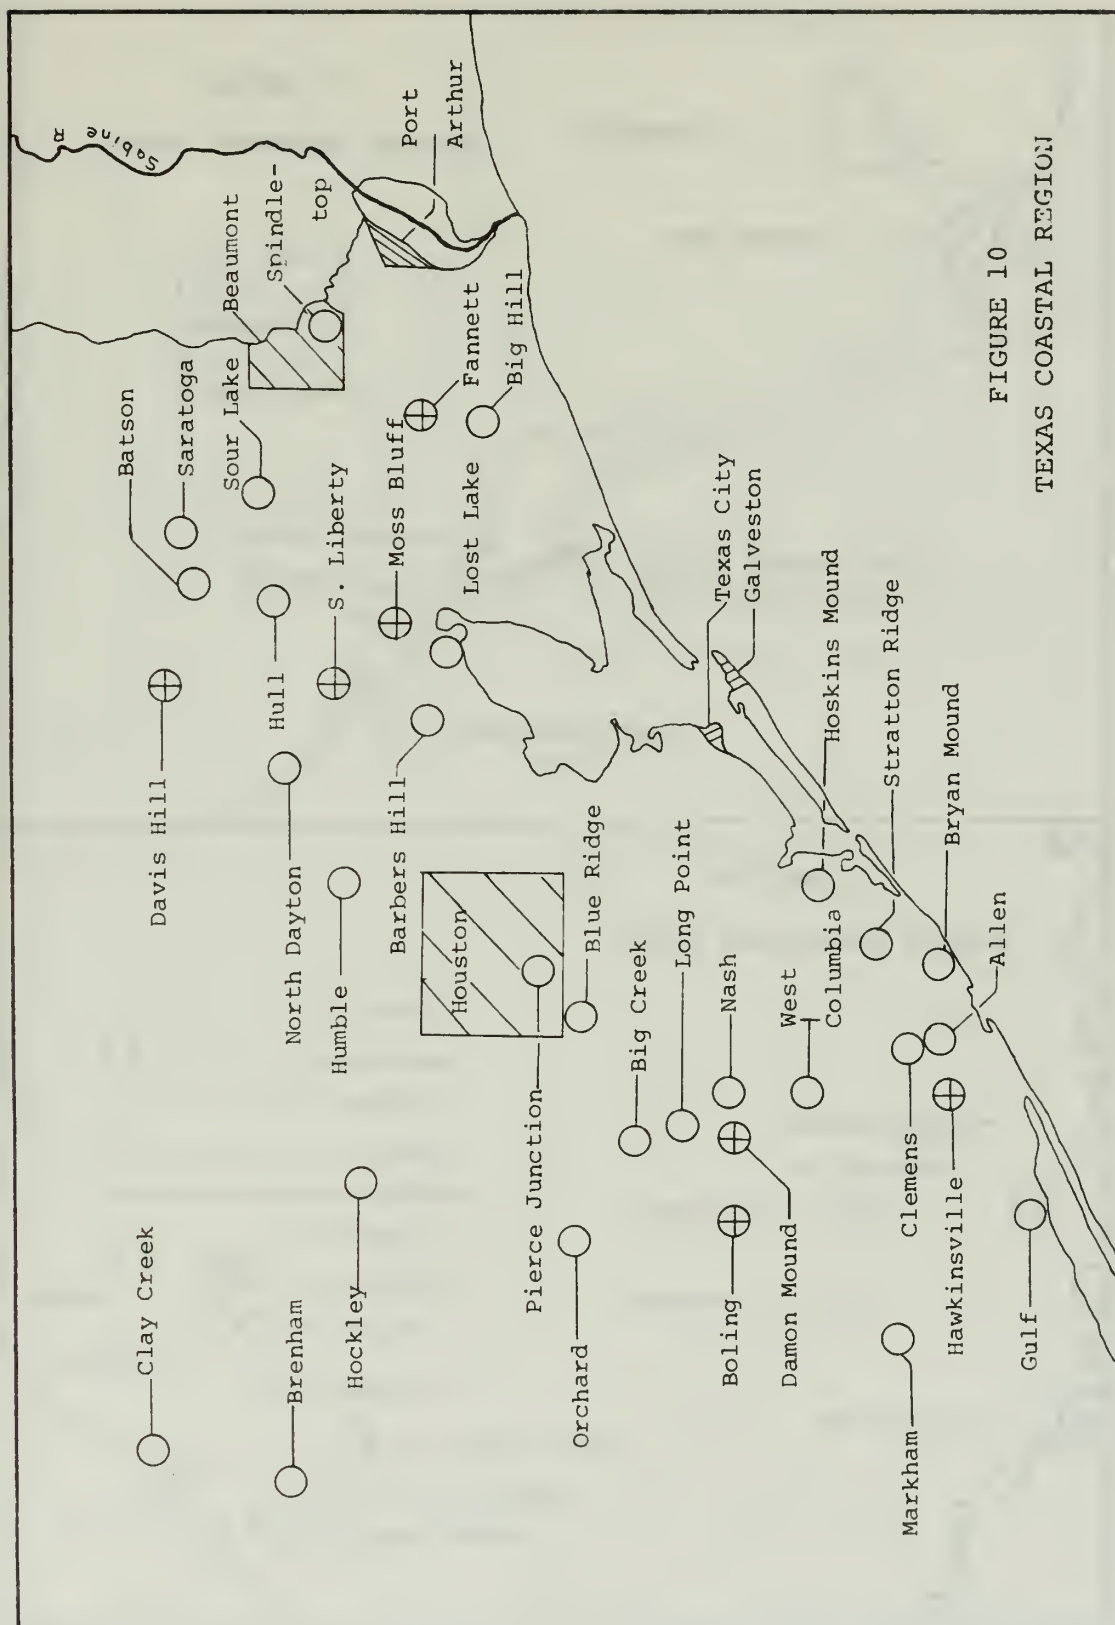 Sabine R
Batson
Clay Creek
Davis Hill
Saratoga
Beaumont
Sour Lake
Spindle-
top
Hull
North Dayton
Brenham
S. Liberty
Humble
Hockley
Moss Bluff
Barbers Hill
Port
Arthur
Houston
Lost Lake
Fannett
Big Hill
Pierce Junction
Blue Ridge
Orchard
Big Creek
Long Point
Texas City
Galveston
Nash
Boling
West
Columbia
Damon Mound
Hoskins Mound
Stratton Ridge
Clemens
Markham
Bryan Mound
Hawkinsville
Allen
Gulf
FIGURE 10
TEXAS COASTAL REGION